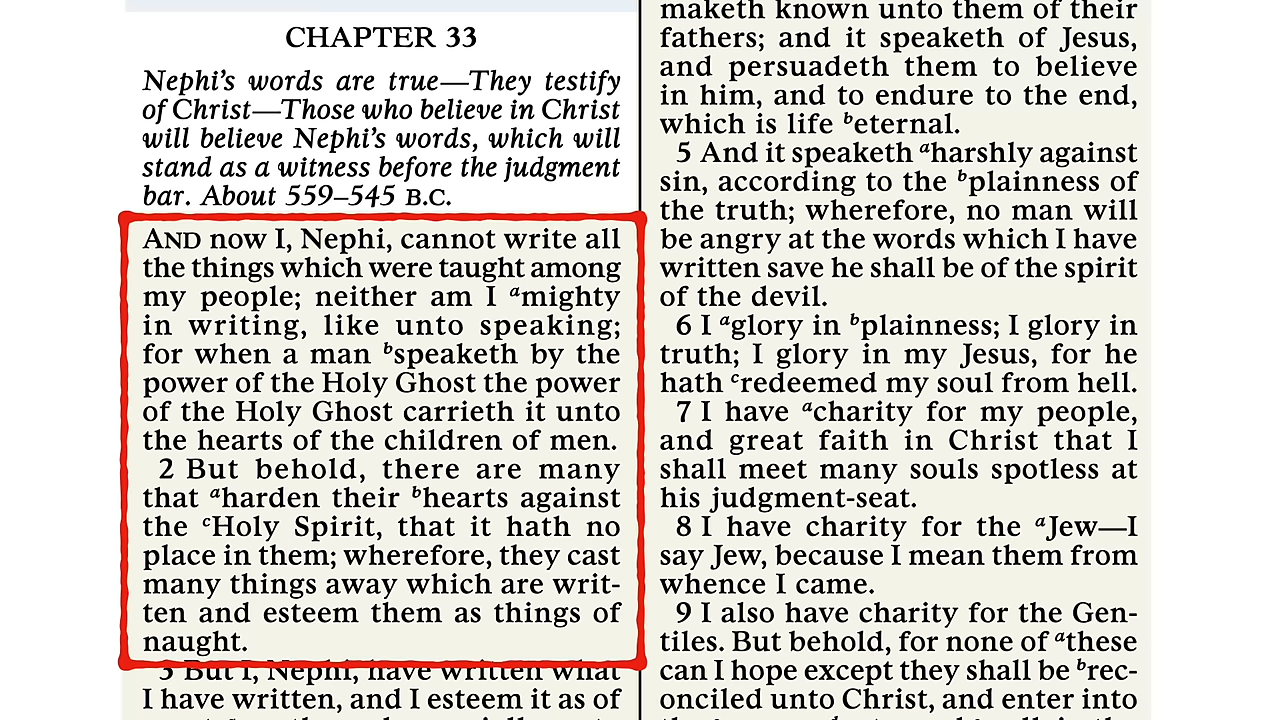 CHAPTER 33
Nephi's words are true—They testify
of Christ—Those who believe in Christ
will believe Nephi's words, which will
stand as a witness before the judgment
bar. About 559–545 B.C.
AND now I, Nephi, cannot write all
the things which were taught among
my people; neither am I amighty
in writing, like unto speaking;
for when a man bspeaketh by the
power of the Holy Ghost the power
of the Holy Ghost carrieth it unto
the hearts of the children of men.
2 But behold, there are many
that aharden their bhearts against
the cHoly Spirit, that it hath no
place in them; wherefore, they cast
many things away which are writ-
ten and esteem them as things of
naught.
3 But I, Nephi, have written what
I have written, and I esteem it as of
maketh known unto them of their
fathers; and it speaketh of Jesus,
and persuadeth them to believe
in him, and to endure to the end,
which is life beternal.
5 And it speaketh aharshly against
sin, according to the bplainness of
the truth; wherefore, no man will
be angry at the words which I have
written save he shall be of the spirit
of the devil.
6 I aglory in bplainness; I glory in
truth; I glory in my Jesus, for he
hath credeemed my soul from hell.
7 I have acharity for my people,
and great faith in Christ that I
shall meet many souls spotless at
his judgment-seat.
8 I have charity for the aJew—I
say Jew, because I mean them from
whence I came.
9 I also have charity for the Gen-
tiles. But behold, for none of athese
can I hope except they shall be brec-
onciled unto Christ, and enter into